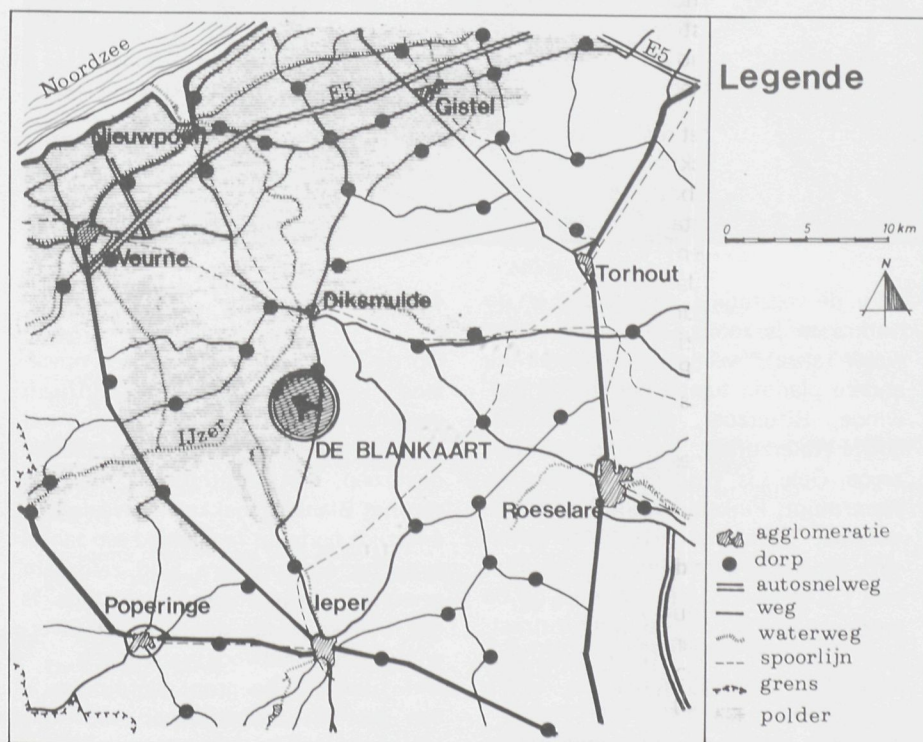 Noordzee
E5
E5
Gistel
Nieuwpoort
Veurne
Torhout
Diksmuide
IJzer
DE BLANKAART
Roeselare
Poperinge
Ieper
Legende
0 5 10 km
N
agglomeratie
dorp
autosnelweg
weg
waterweg
spoorlijn
grens
polder